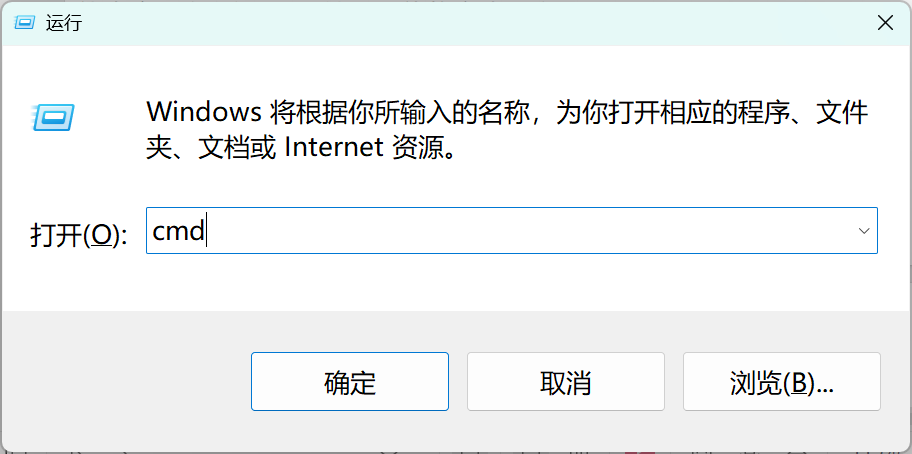 运行
Windows 将根据你所输入的名称，为你打开相应的程序、文件
夹、文档或 Internet 资源。
打开(O): cmd
确定 取消 浏览(B)...